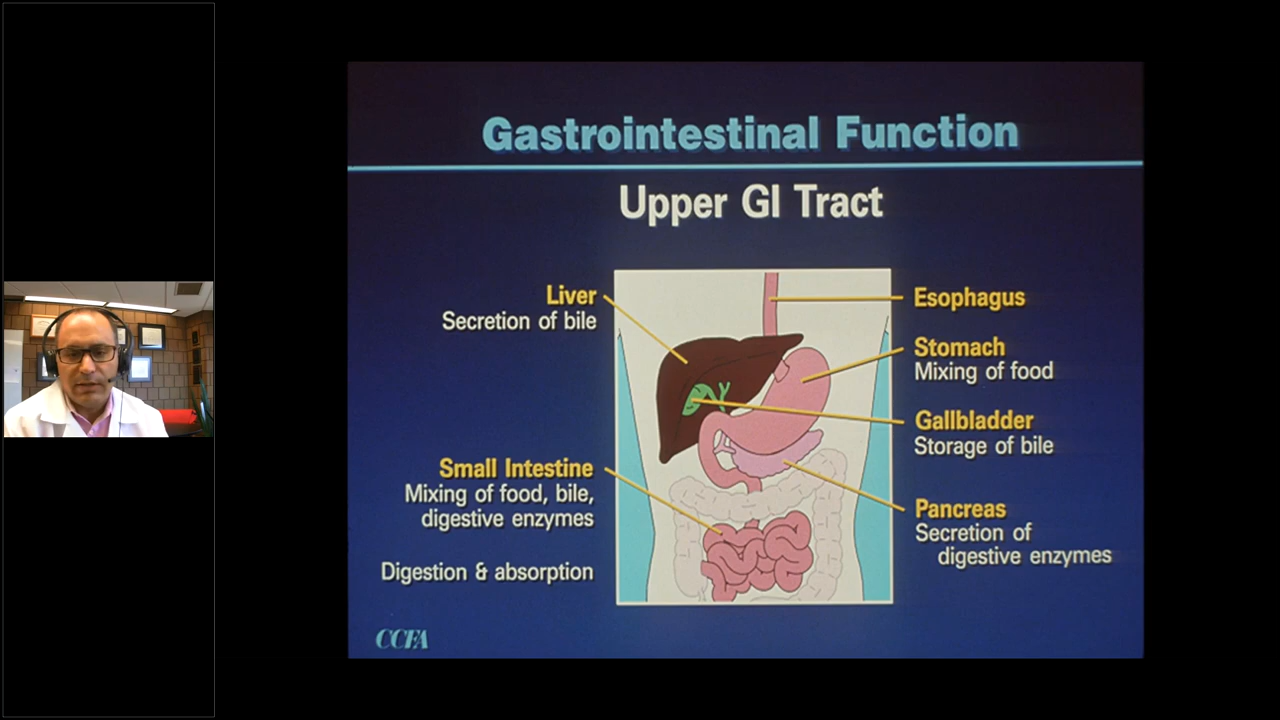 Gastrointestinal Function
Upper GI Tract
Liver
Secretion of bile
Small Intestine
Mixing of food, bile,
digestive enzymes
Digestion & absorption
Esophagus
Stomach
Mixing of food
Gallbladder
Storage of bile
Pancreas
Secretion of
digestive enzymes
CCFA